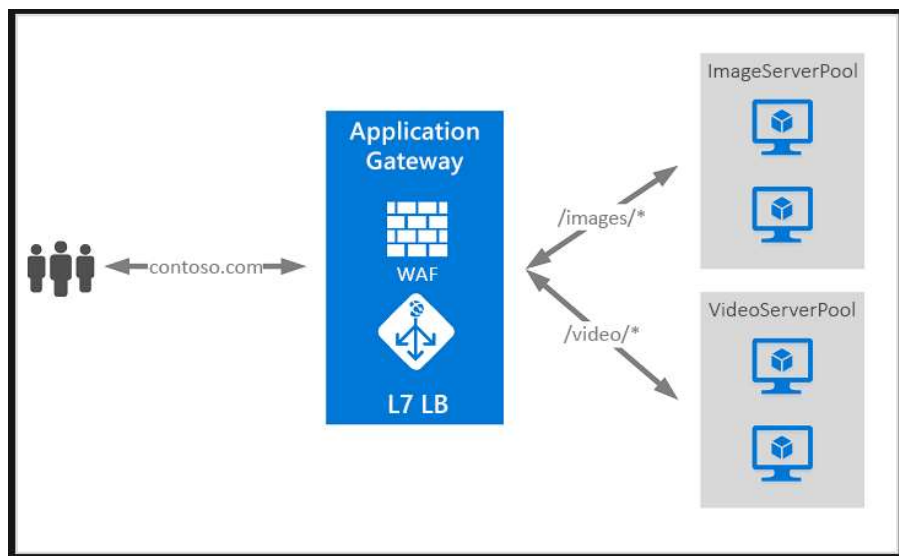 contoso.com
Application
Gateway
WAF
L7 LB
/images/*
/video/*
ImageServerPool
VideoServerPool